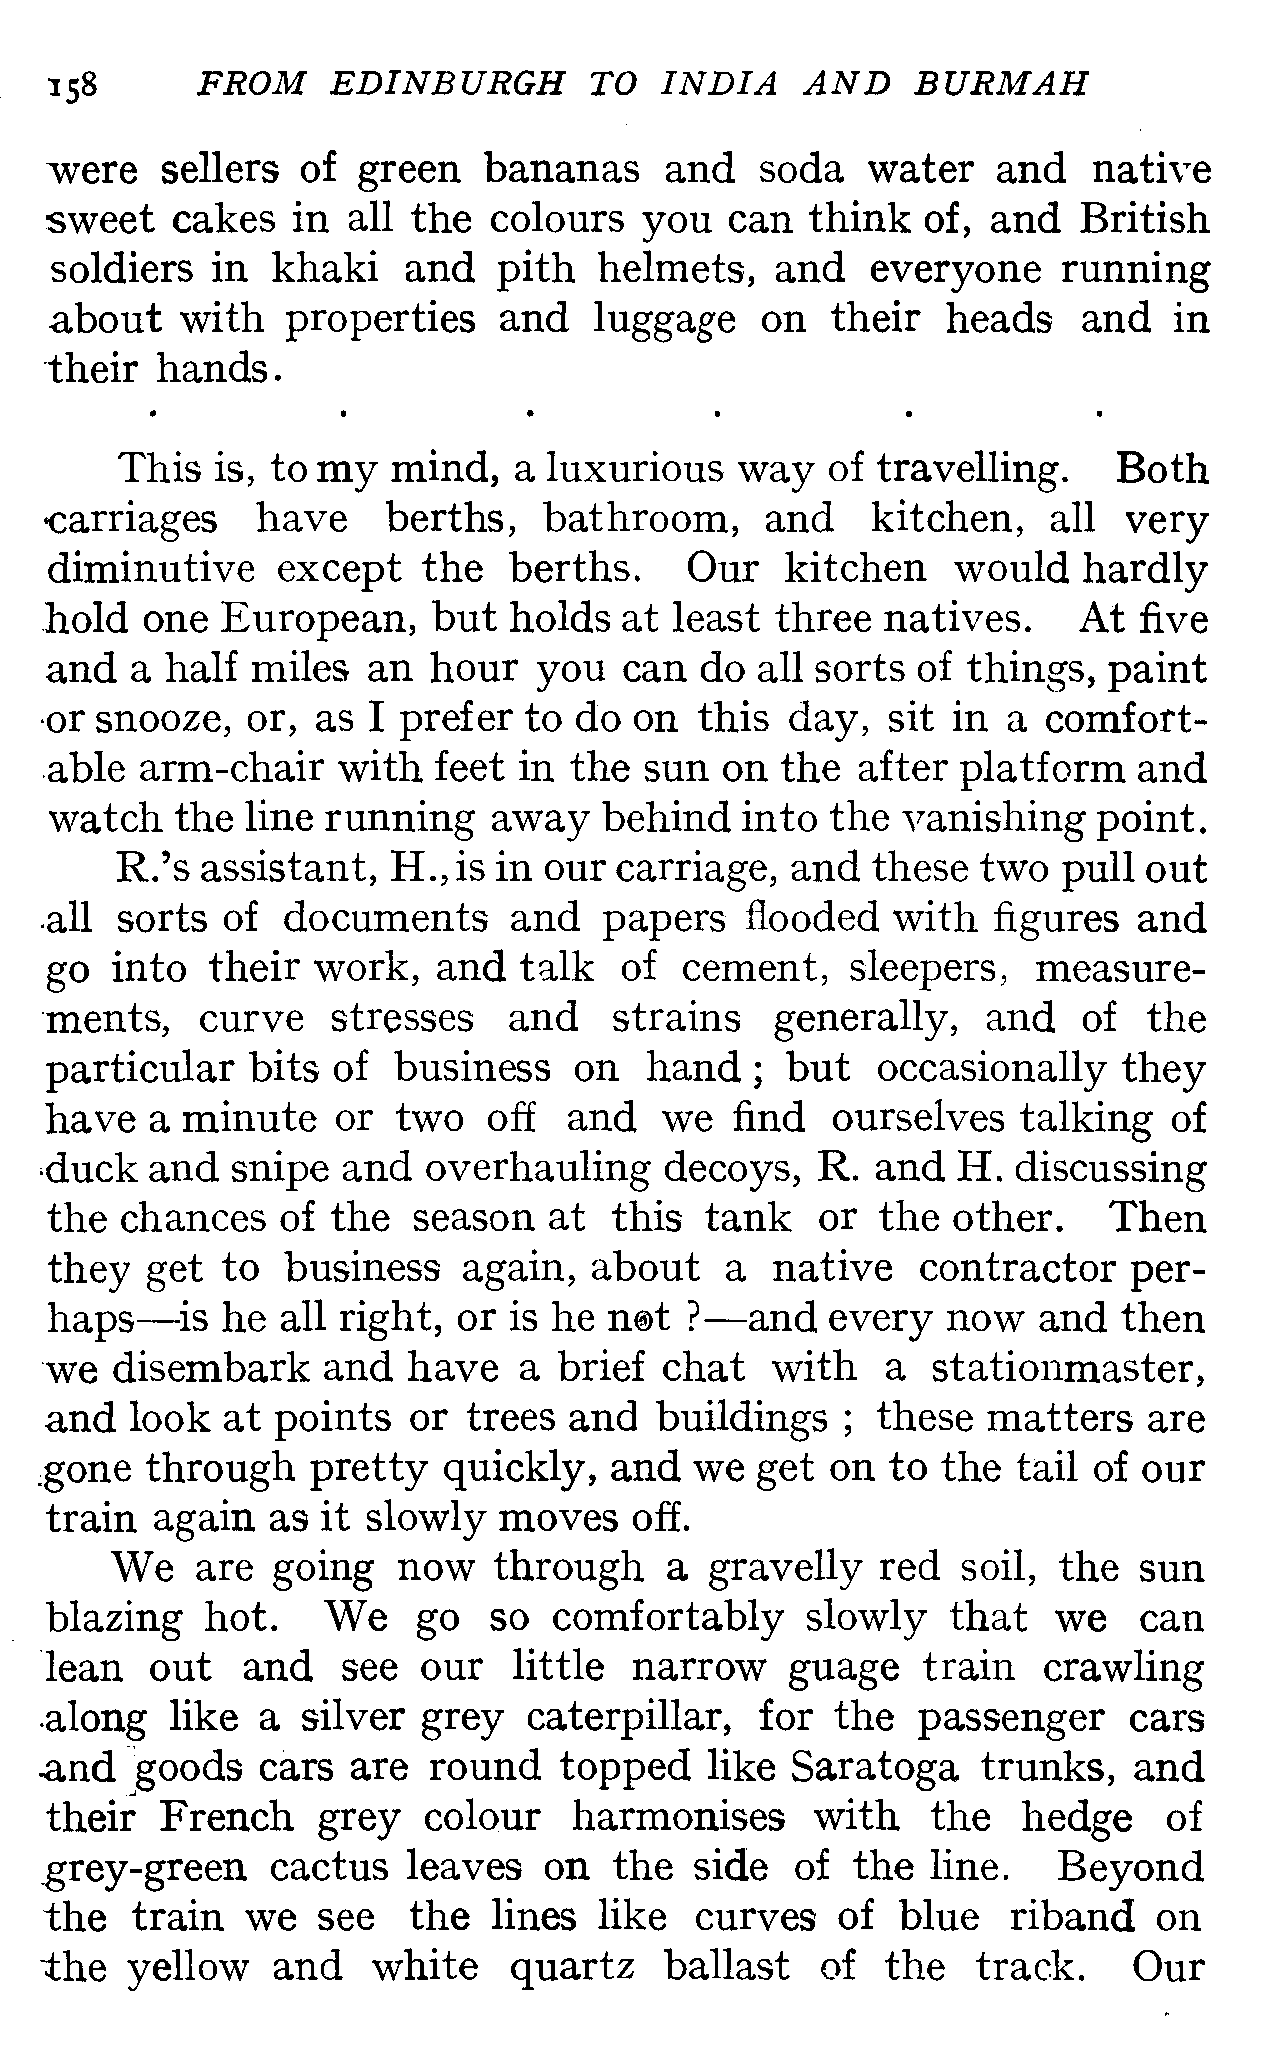 158 FROM EDINBURGH TO INDIA AND BURMAH
were sellers of green bananas and soda water and native
sweet cakes in all the colours you can think of, and British
soldiers in khaki and pith helmets, and everyone running
about with properties and luggage on their heads and in
their hands.
. . . . . .
This is, to my mind, a luxurious way of travelling. Both
carriages have berths, bathroom, and kitchen, all very
diminutive except the berths. Our kitchen would hardly
hold one European, but holds at least three natives. At five
and a half miles an hour you can do all sorts of things, paint
or snooze, or, as I prefer to do on this day, sit in a comfort-
able arm-chair with feet in the sun on the after platform and
watch the line running away behind into the vanishing point.
R.'s assistant, H., is in our carriage, and these two pull out
all sorts of documents and papers flooded with figures and
go into their work, and talk of cement, sleepers, measure-
ments, curve stresses and strains generally, and of the
particular bits of business on hand ; but occasionally they
have a minute or two off and we find ourselves talking of
duck and snipe and overhauling decoys, R. and H. discussing
the chances of the season at this tank or the other. Then
they get to business again, about a native contractor per-
haps—is he all right, or is he not ?—and every now and then
we disembark and have a brief chat with a stationmaster,
and look at points or trees and buildings ; these matters are
gone through pretty quickly, and we get on to the tail of our
train again as it slowly moves off.
We are going now through a gravelly red soil, the sun
blazing hot. We go so comfortably slowly that we can
lean out and see our little narrow guage train crawling
along like a silver grey caterpillar, for the passenger cars
and goods cars are round topped like Saratoga trunks, and
their French grey colour harmonises with the hedge of
grey-green cactus leaves on the side of the line. Beyond
the train we see the lines like curves of blue riband on
the yellow and white quartz ballast of the track. Our